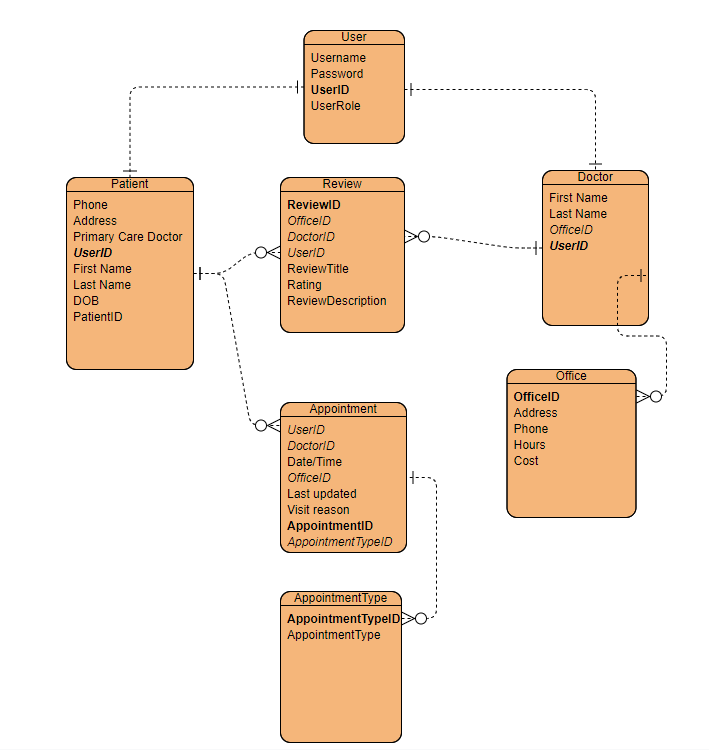 User
Username
Password
UserID
UserRole
Patient
Phone
Address
Primary Care Doctor
UserID
First Name
Last Name
DOB
PatientID
Review
ReviewID
OfficeID
DoctorID
UserID
ReviewTitle
Rating
ReviewDescription
Doctor
First Name
Last Name
OfficeID
UserID
Office
OfficeID
Address
Phone
Hours
Cost
Appointment
UserID
DoctorID
Date/Time
OfficeID
Last updated
Visit reason
AppointmentID
AppointmentTypeID
AppointmentType
AppointmentTypeID
AppointmentType